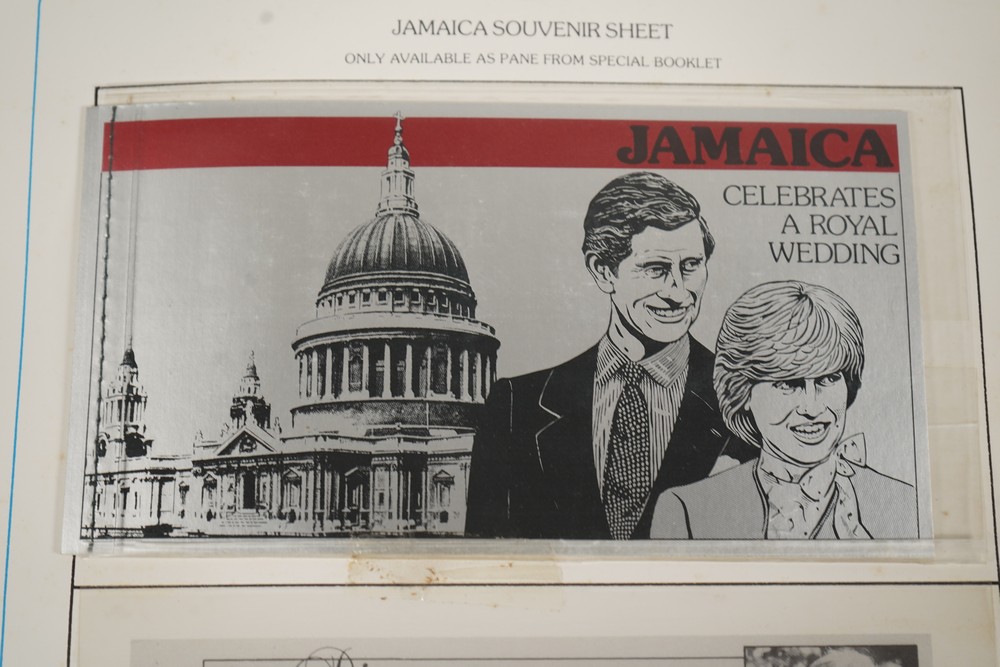 JAMAICA SOUVENIR SHEET
ONLY AVAILABLE AS PANE FROM SPECIAL BOOKLET
JAMAICA
CELEBRATES
A ROYAL
WEDDING